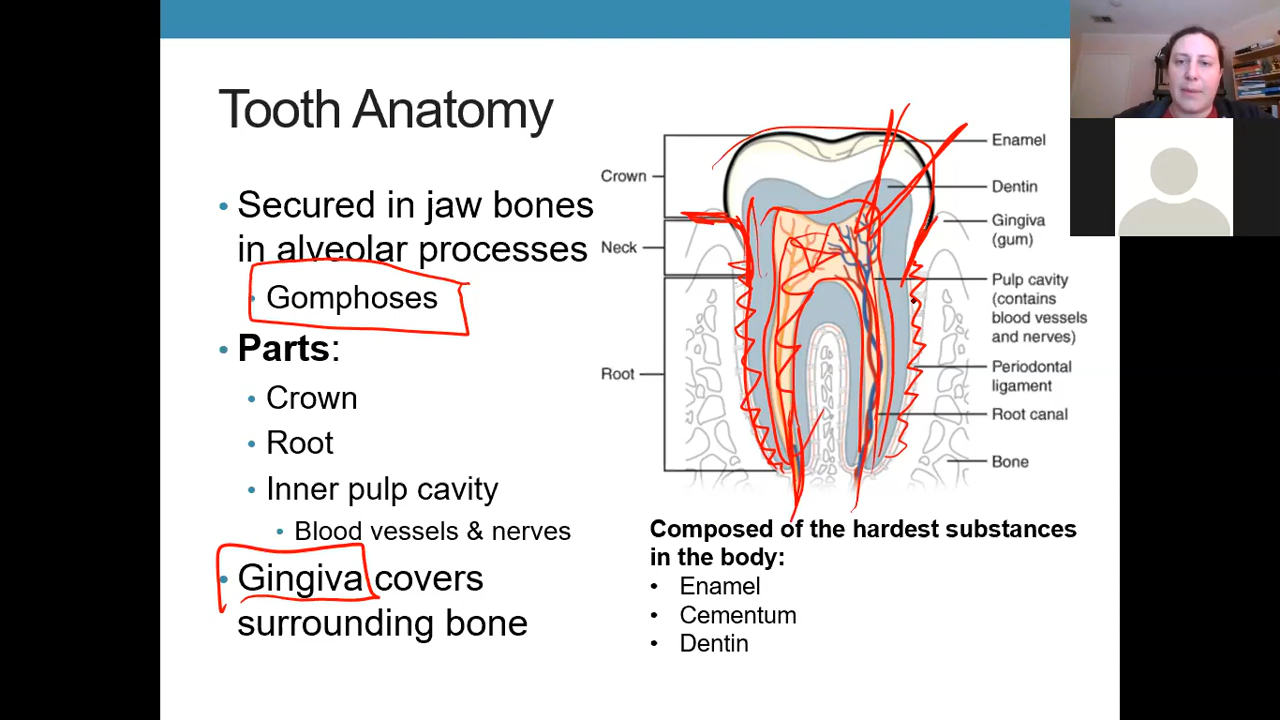 Tooth Anatomy
• Secured in jaw bones
in alveolar processes
• Gomphoses
• Parts:
• Crown
• Root
• Inner pulp cavity
• Blood vessels & nerves
• Gingiva covers
surrounding bone
Crown
Neck
Root
Enamel
Dentin
Gingiva
(gum)
Pulp cavity
(contains
blood vessels
and nerves)
Periodontal
ligament
Root canal
Bone
Composed of the hardest substances
in the body:
• Enamel
• Cementum
• Dentin